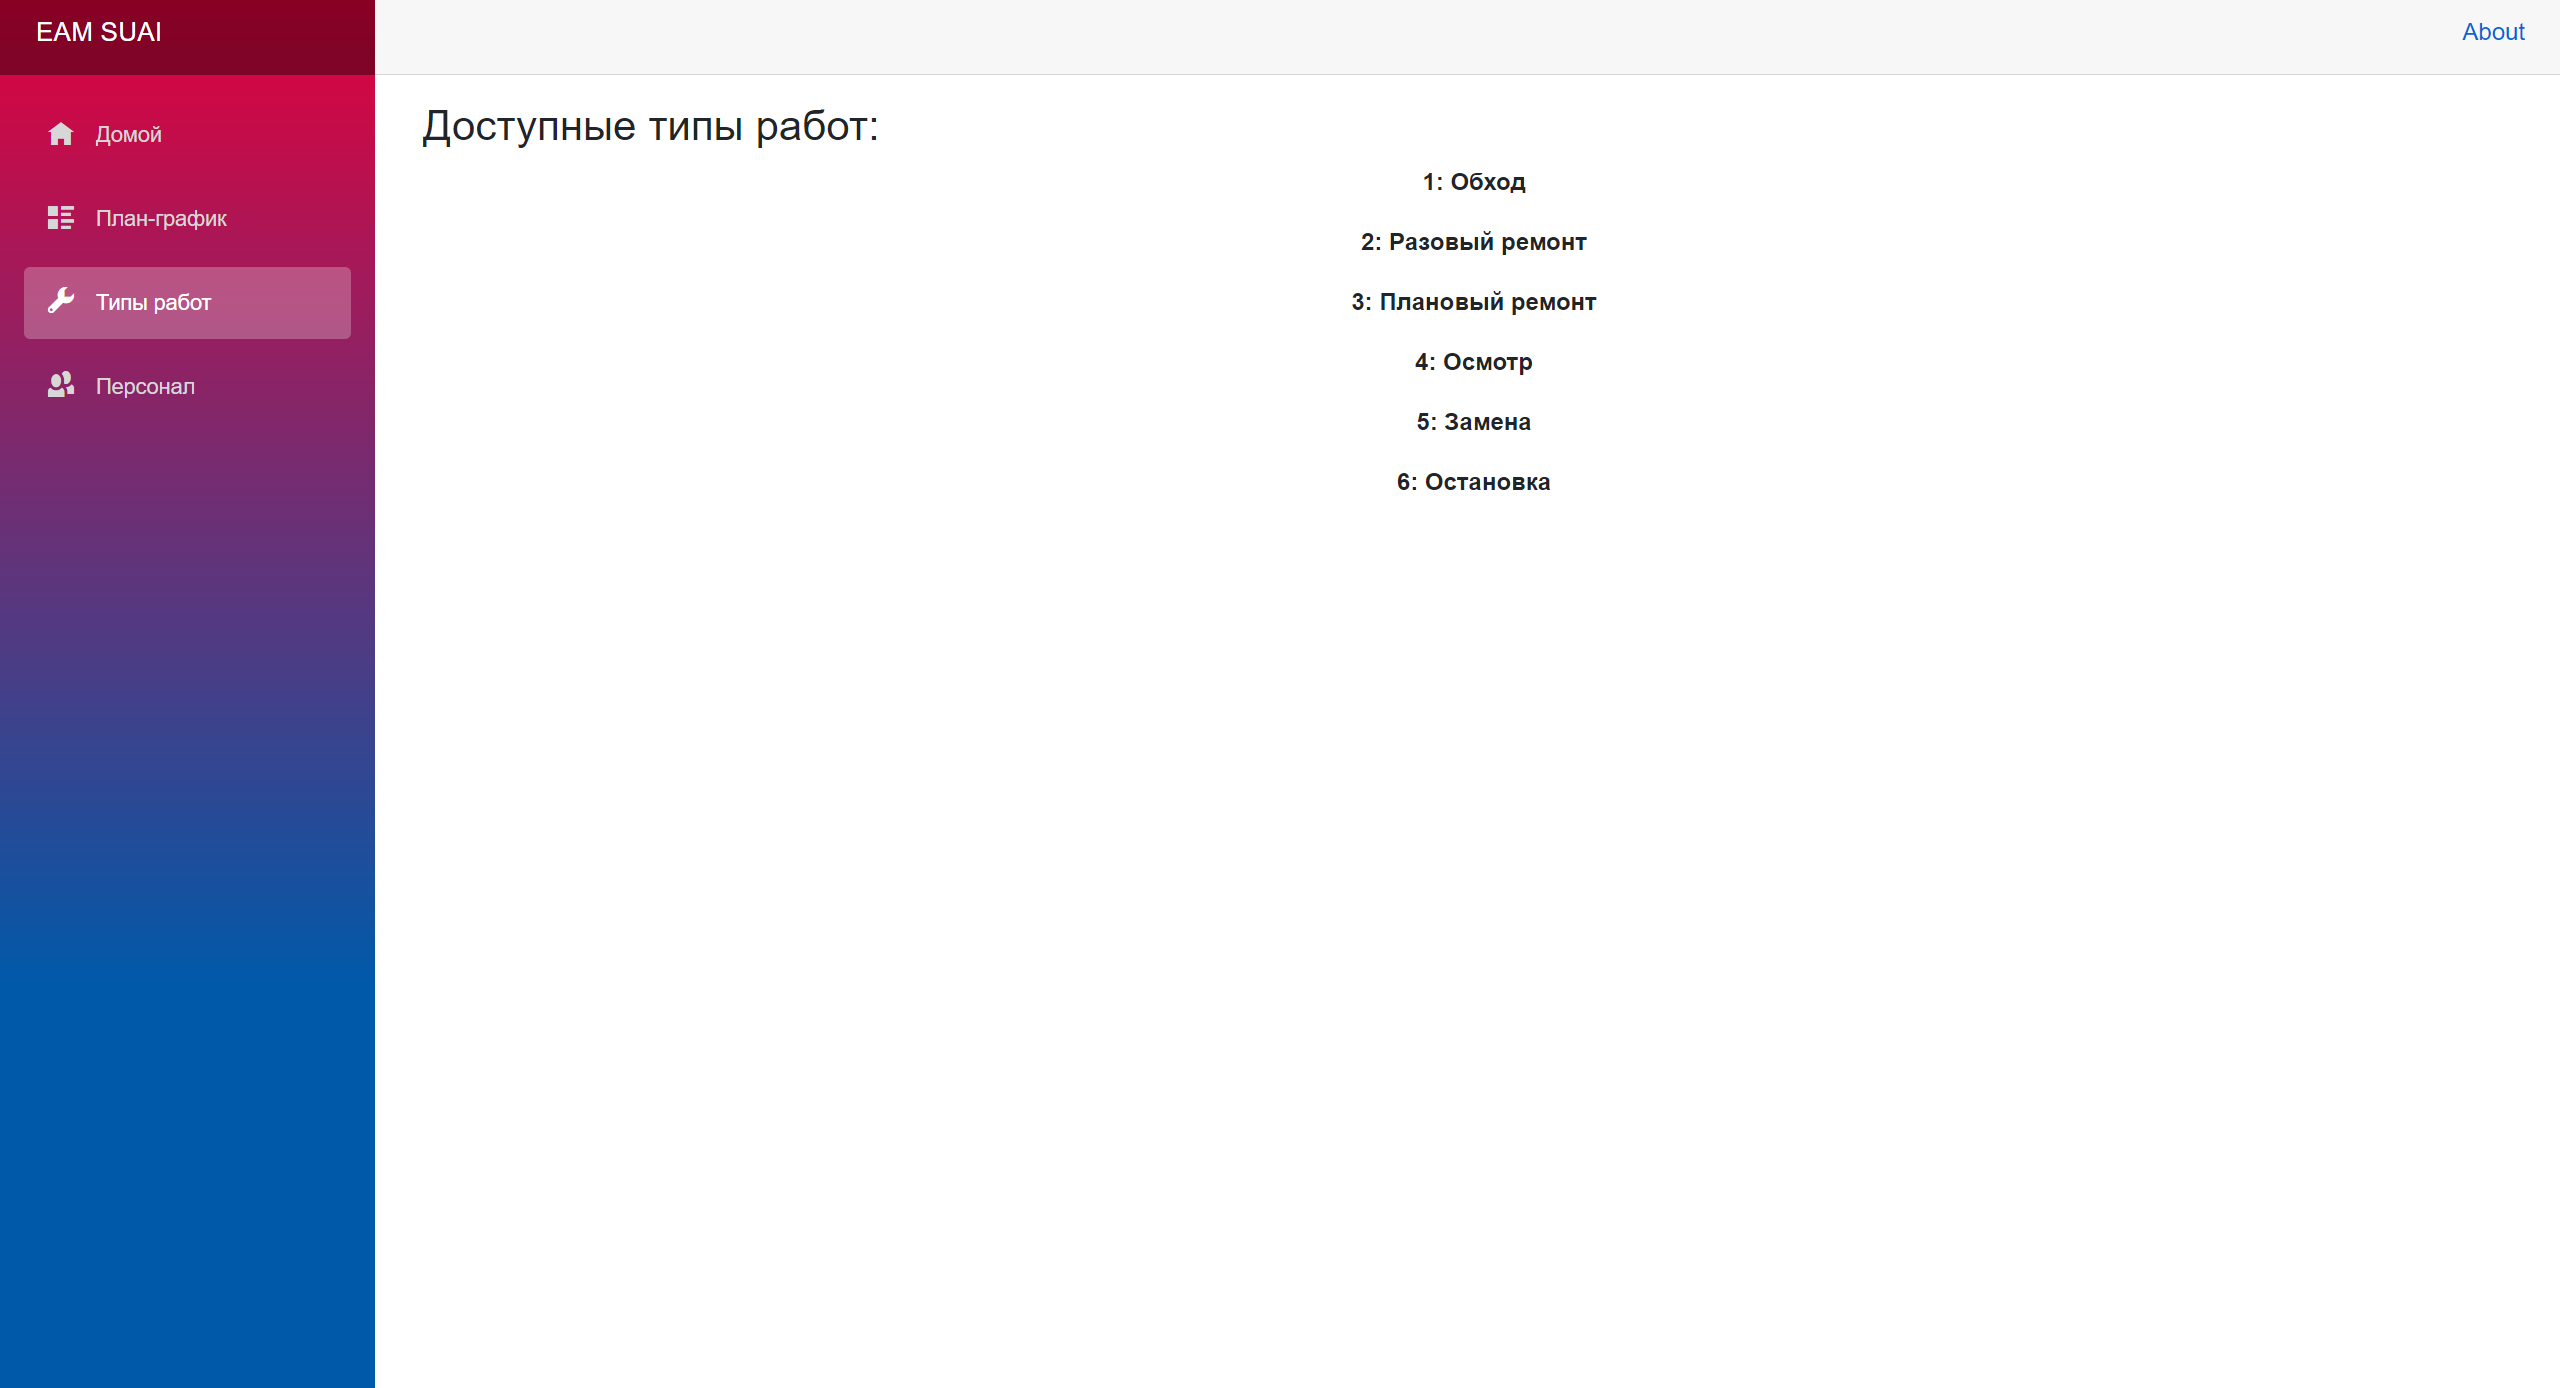 EAM SUAI
About
Домой
План-график
Типы работ
Персонал
Доступные типы работ:
1: Обход
2: Разовый ремонт
3: Плановый ремонт
4: Осмотр
5: Замена
6: Остановка